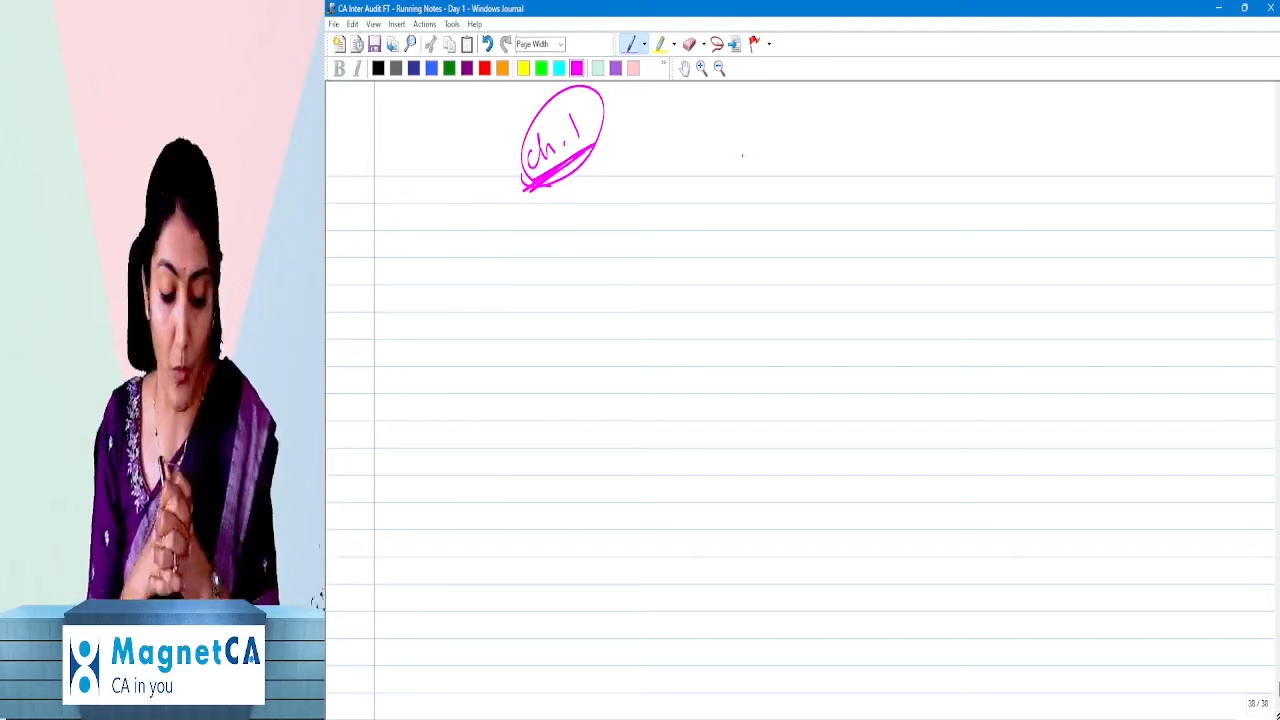 CA Inter Audit FT - Running Notes - Day 1 - Windows Journal
File Edit View Insert Actions Tools Help
Page Width
B I
ch. 1
MagnetCA
CA in you
38 / 38